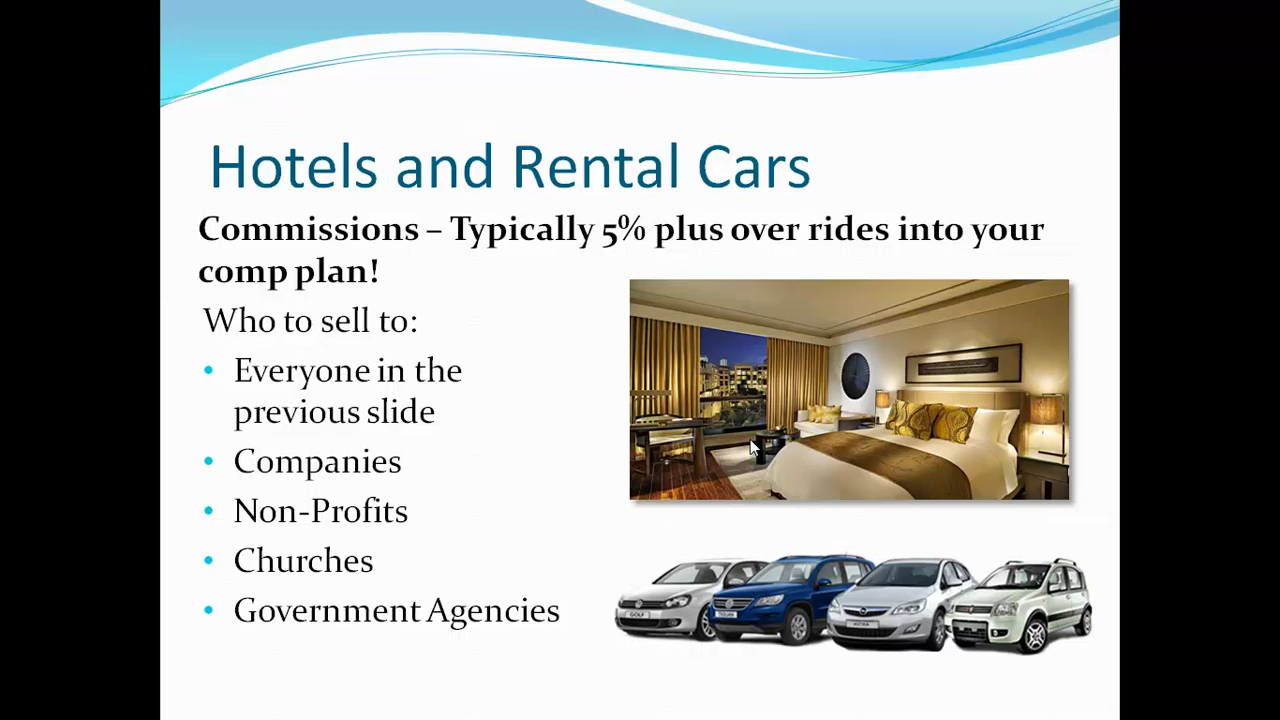 Hotels and Rental Cars
Commissions – Typically 5% plus over rides into your
comp plan!
Who to sell to:
• Everyone in the
previous slide
• Companies
• Non-Profits
• Churches
• Government Agencies
GOLF